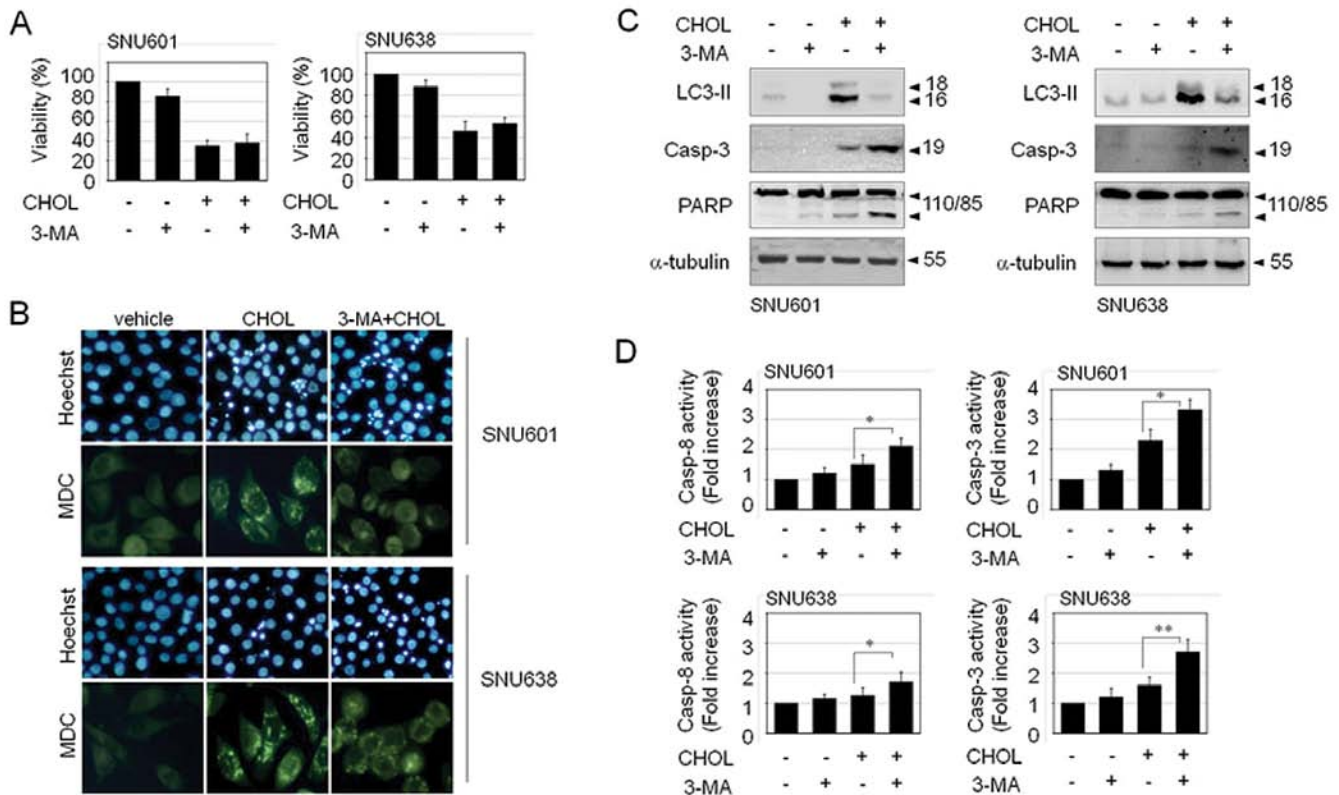 A
SNU601
Viability (%)
100
80
60
40
20
0
CHOL - - + +
3-MA - + - +
SNU638
Viability (%)
100
80
60
40
20
0
CHOL - - + +
3-MA - + - +
B
vehicle CHOL 3-MA+CHOL
Hoechst
MDC
SNU601
Hoechst
MDC
SNU638
C
CHOL - - + +
3-MA - + - +
LC3-II 18
16
Casp-3 19
PARP 110/85
α-tubulin 55
SNU601
CHOL - - + +
3-MA - + - +
LC3-II 18
16
Casp-3 19
PARP 110/85
α-tubulin 55
SNU638
D
SNU601
Casp-8 activity
(Fold increase)
4
3
2
1
0
*
CHOL - - + +
3-MA - + - +
SNU601
Casp-3 activity
(Fold increase)
4
3
2
1
0
*
CHOL - - + +
3-MA - + - +
SNU638
Casp-8 activity
(Fold increase)
4
3
2
1
0
*
CHOL - - + +
3-MA - + - +
SNU638
Casp-3 activity
(Fold increase)
4
3
2
1
0
**
CHOL - - + +
3-MA - + - +